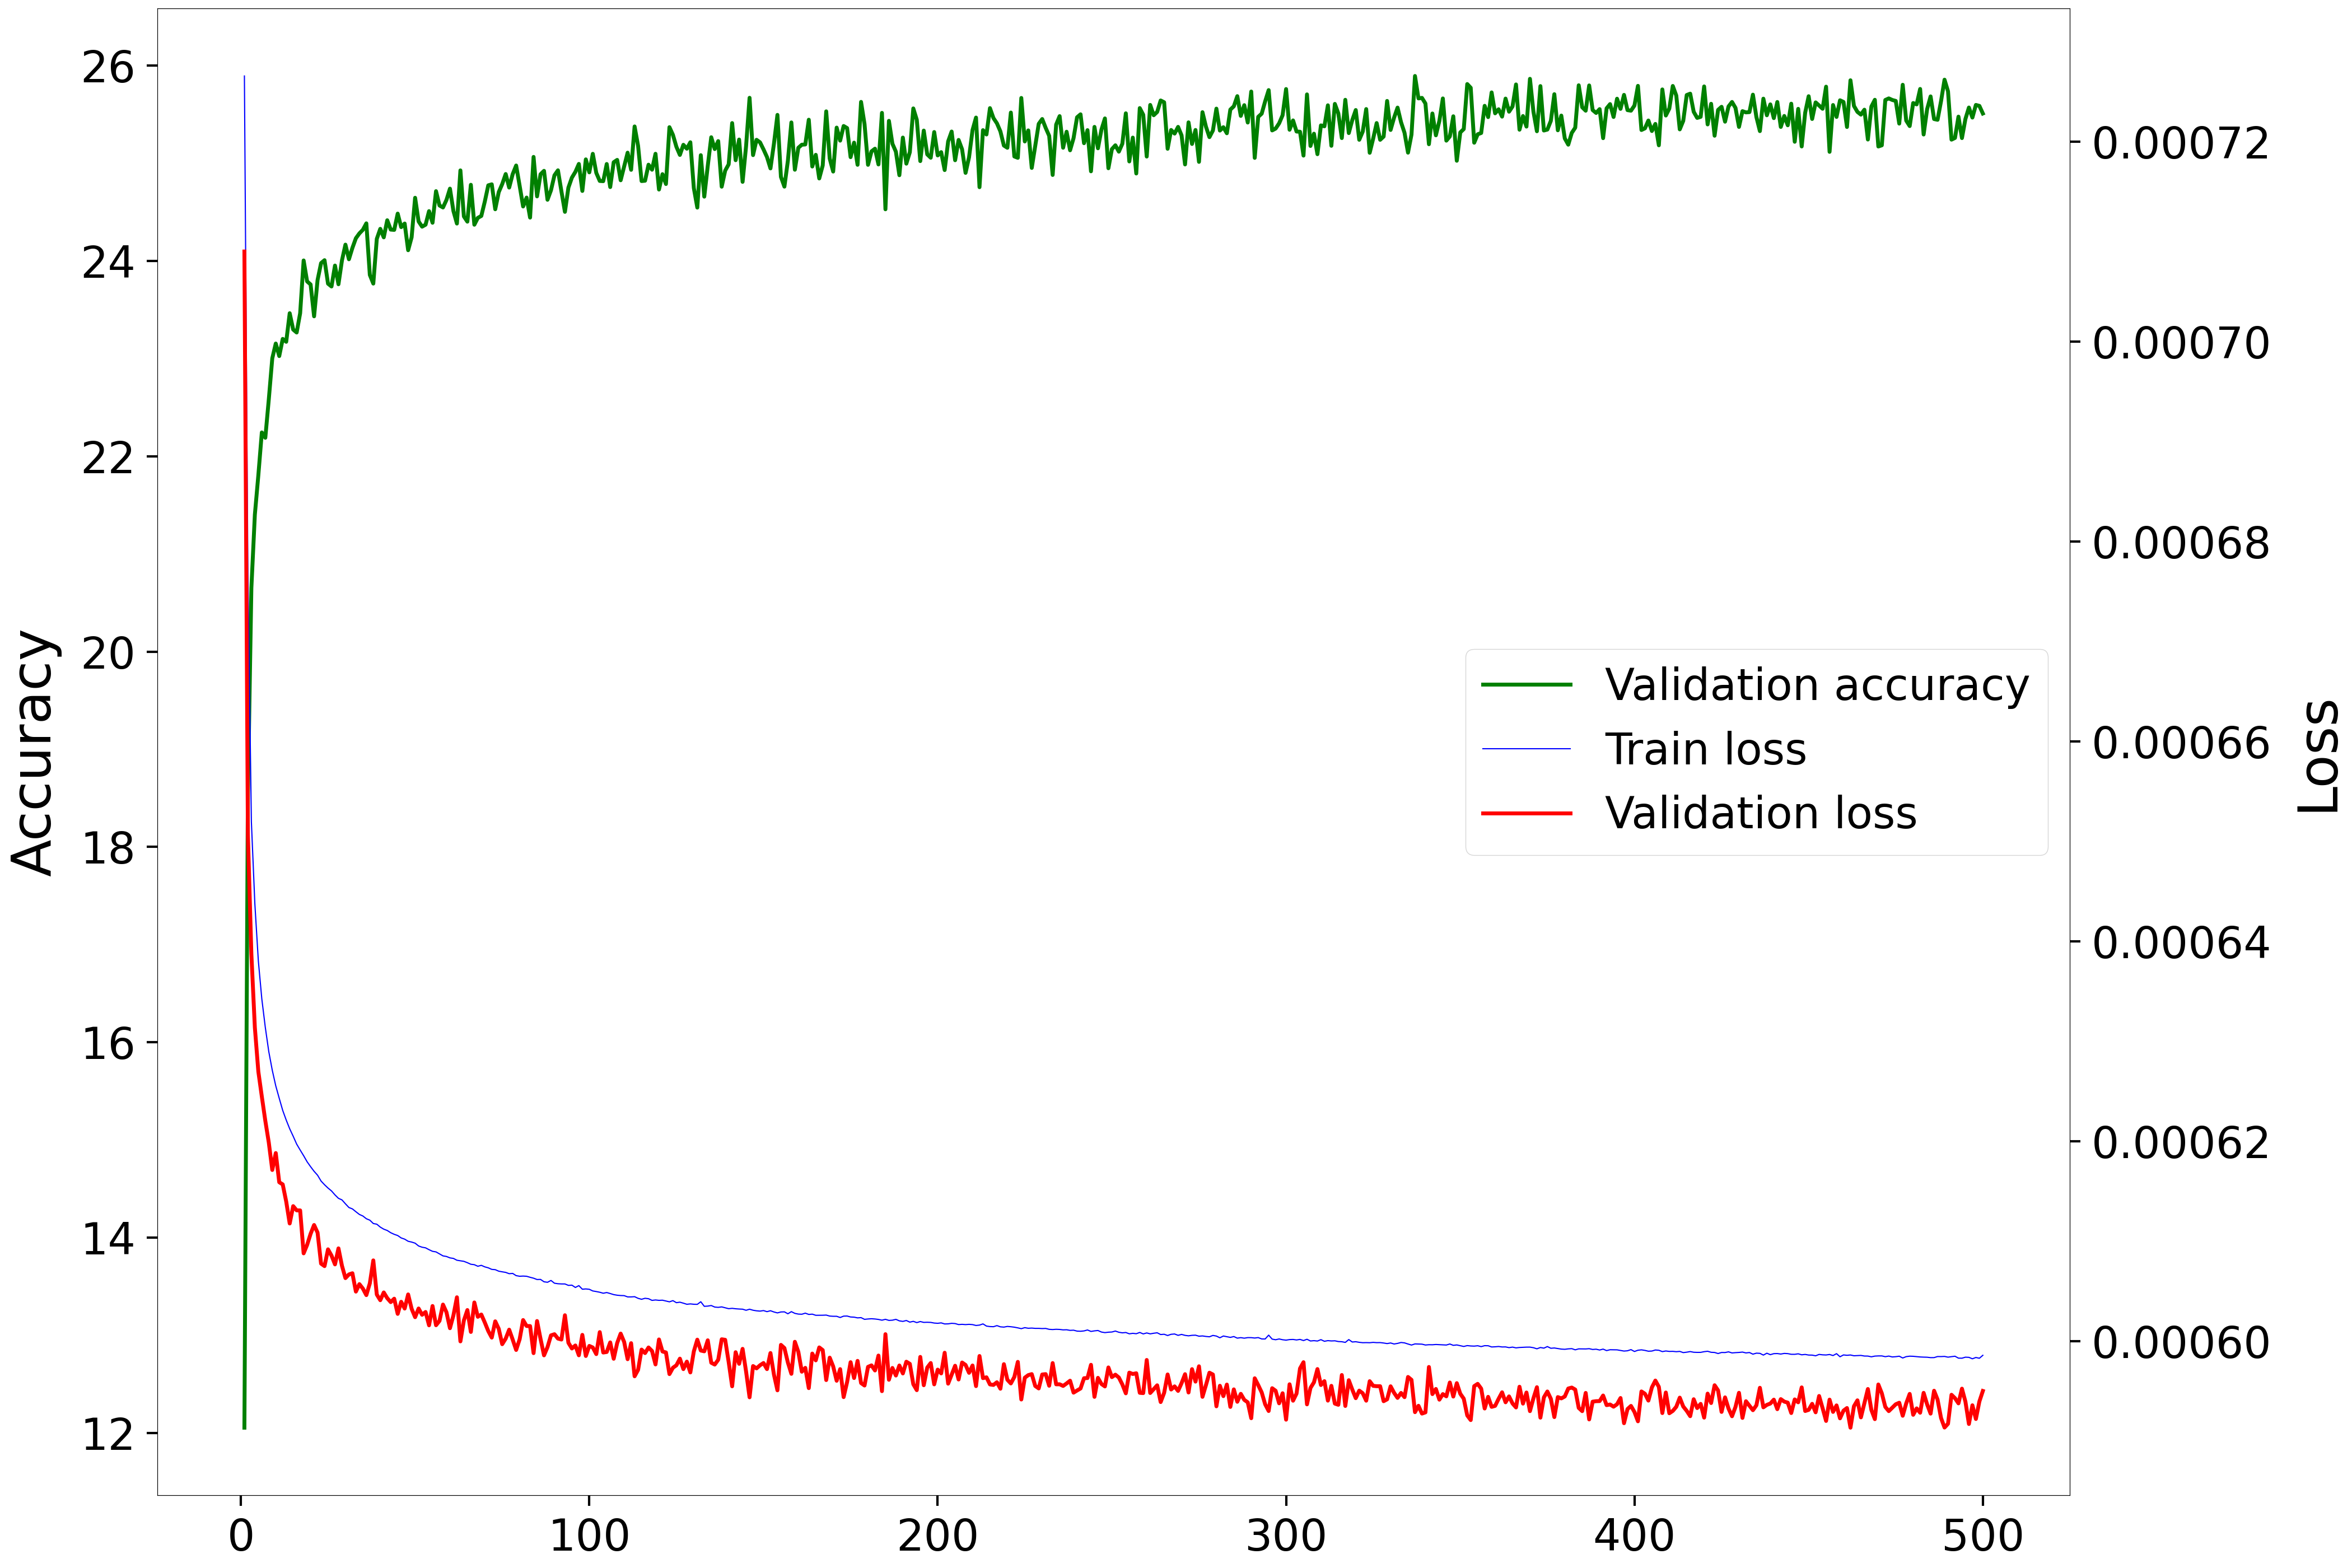 Accuracy
26
24
22
20
18
16
14
12
0.00072
0.00070
0.00068
0.00066
0.00064
0.00062
0.00060
Loss
Validation accuracy
Train loss
Validation loss
0 100 200 300 400 500